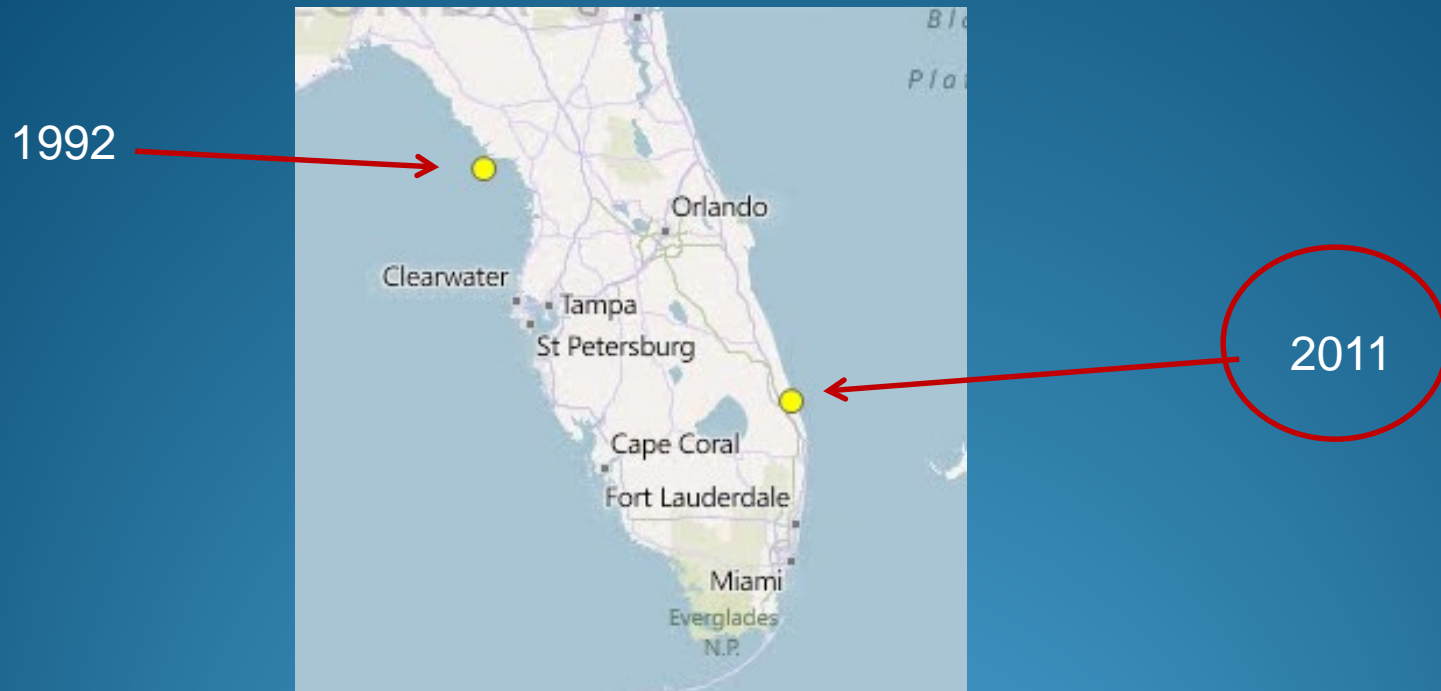 1992
Orlando
Clearwater
Tampa
St Petersburg
2011
Cape Coral
Fort Lauderdale
Miami
Everglades
N.P.